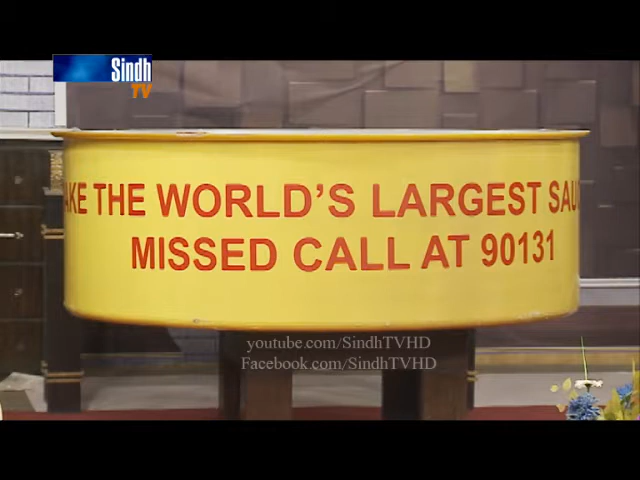 Sindh
TV
AKE THE WORLD'S LARGEST SAU
MISSED CALL AT 90131
youtube.com/SindhTVHD
Facebook.com/SindhTVHD